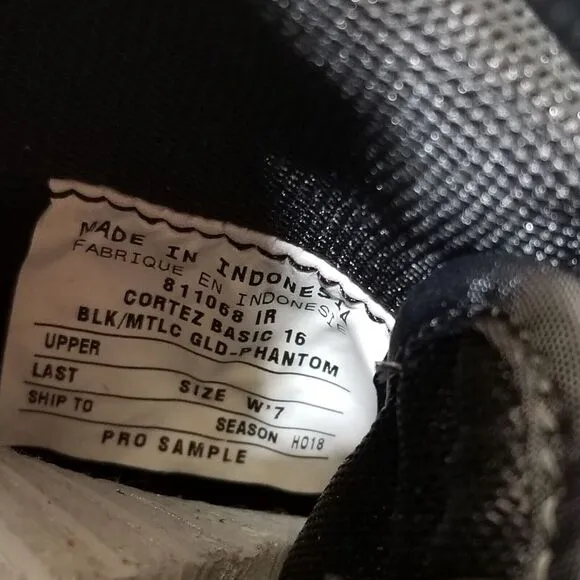 MADE IN INDONESIA
FABRIQUE EN INDONESIE
811068 IR
CORTEZ BASIC 16
BLK/MTLC GLD-PHANTOM
UPPER
LAST SIZE W'7
SHIP TO SEASON HO18
PRO SAMPLE